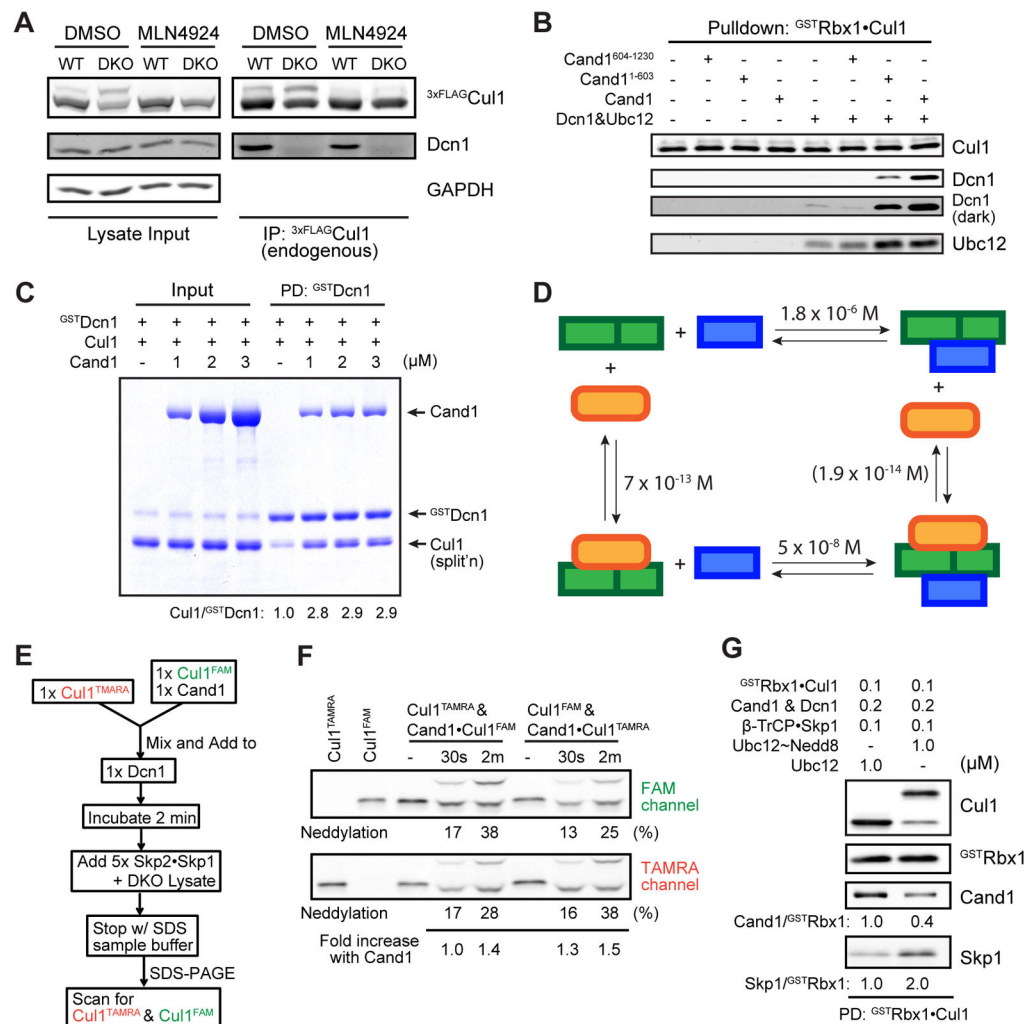 A
DMSO MLN4924 DMSO MLN4924
WT DKO WT DKO WT DKO WT DKO
3xFLAGCul1
Dcn1
GAPDH
Lysate Input
IP: 3xFLAGCul1
(endogenous)
B
Pulldown: GSTRbx1•Cul1
Cand1604-1230 - + - - - + - -
Cand11-603 - - + - - - + -
Cand1 - - - + - - - +
Dcn1&Ubc12 - - - - + + + +
Cul1
Dcn1
Dcn1
(dark)
Ubc12
C
Input PD: GSTDcn1
GSTDcn1 + + + + + + + +
Cul1 + + + + + + + +
Cand1 - 1 2 3 - 1 2 3 (μM)
Cand1
GSTDcn1
Cul1
(split'n)
Cul1/GSTDcn1: 1.0 2.8 2.9 2.9
D
+ 1.8 x 10-6 M
+ +
7 x 10-13 M (1.9 x 10-14 M)
+ 5 x 10-8 M
E
1x Cul1TMARA
1x Cul1FAM
1x Cand1
Mix and Add to
1x Dcn1
Incubate 2 min
Add 5x Skp2•Skp1
+ DKO Lysate
Stop w/ SDS
sample buffer
SDS-PAGE
Scan for
Cul1TAMRA & Cul1FAM
F
Cul1TAMRA
Cul1FAM
Cul1TAMRA &
Cand1•Cul1FAM
Cul1FAM &
Cand1•Cul1TAMRA
- 30s 2m - 30s 2m
FAM
channel
Neddylation 17 38 13 25 (%)
TAMRA
channel
Neddylation 17 28 16 38 (%)
Fold increase
with Cand1 1.0 1.4 1.3 1.5
G
GSTRbx1•Cul1 0.1 0.1
Cand1 & Dcn1 0.2 0.2
β-TrCP•Skp1 0.1 0.1
Ubc12~Nedd8 - 1.0
Ubc12 1.0 - (μM)
Cul1
GSTRbx1
Cand1
Cand1/GSTRbx1: 1.0 0.4
Skp1
Skp1/GSTRbx1: 1.0 2.0
PD: GSTRbx1•Cul1